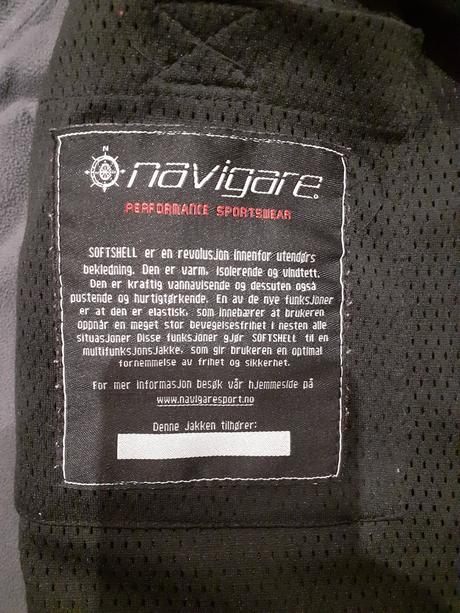 N
navigare®
PERFORMANCE SPORTSWEAR
SOFTSHELL er en revolusjon innenfor utendørs
bekledning. Den er varm, isolerende og vindtett.
Den er kraftig vannavisende og dessuten også
pustende og hurtigtørkende. En av de nye funksjoner
er at den er elastisk, som innebærer at brukeren
oppnår en meget stor bevegelsesfrihet i nesten alle
situasjoner Disse funksjoner gjør SOFTSHELL til en
multifunksjonsjakke, som gir brukeren en optimal
fornemmelse av frihet og sikkerhet.
For mer informasjon besøk vår hjemmeside på
www.navigaresport.no
Denne jakken tilhører: